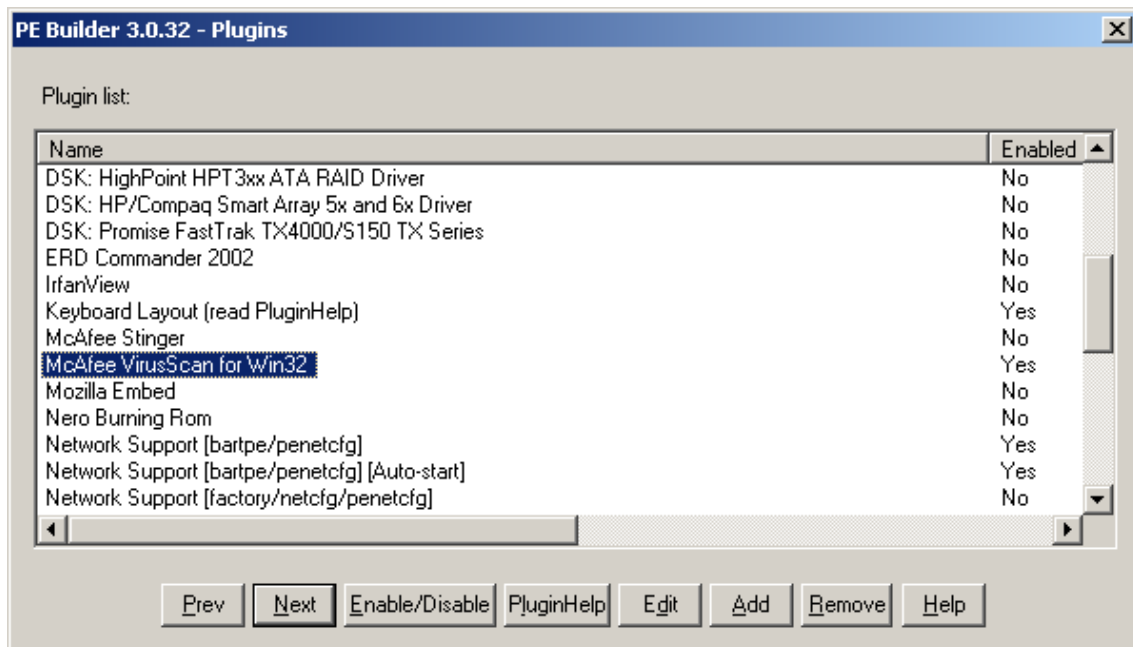 PE Builder 3.0.32 - Plugins
Plugin list:
Name Enabled
DSK: HighPoint HPT3xx ATA RAID Driver No
DSK: HP/Compaq Smart Array 5x and 6x Driver No
DSK: Promise FastTrak TX4000/S150 TX Series No
ERD Commander 2002 No
IrfanView No
Keyboard Layout (read PluginHelp) Yes
McAfee Stinger No
McAfee VirusScan for Win32 Yes
Mozilla Embed No
Nero Burning Rom No
Network Support [bartpe/penetcfg] Yes
Network Support [bartpe/penetcfg] [Auto-start] Yes
Network Support [factory/netcfg/penetcfg] No
Prev Next Enable/Disable PluginHelp Edit Add Remove Help